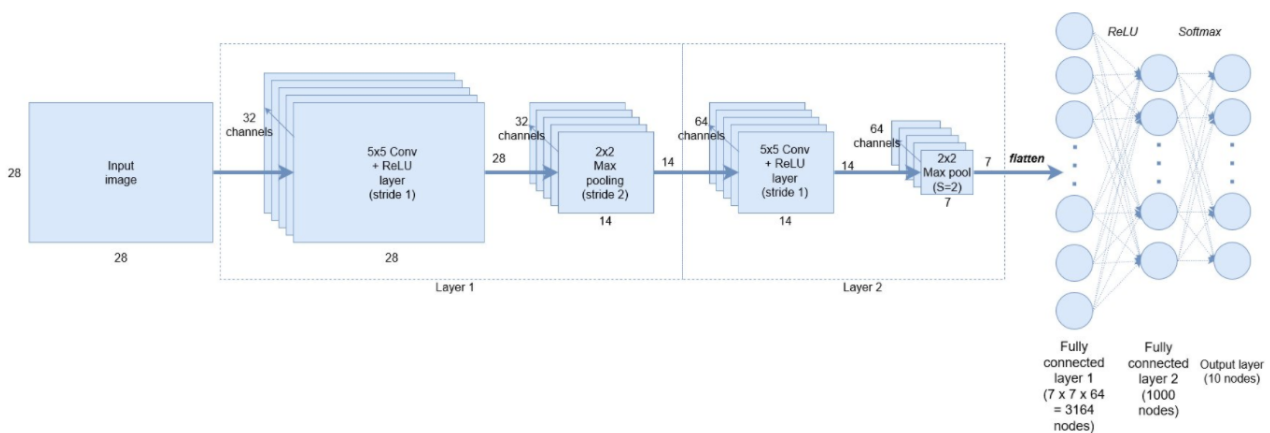 28
Input
image
28
32
channels
5x5 Conv
+ ReLU
layer
(stride 1)
28
28
Layer 1
32
channels
2x2
Max
pooling
(stride 2)
14
14
64
channels
5x5 Conv
+ ReLU
layer
(stride 1)
14
14
Layer 2
64
channels
2x2
Max pool
(S=2)
7
7
flatten
ReLU
Softmax
Fully
connected
layer 1
(7 x 7 x 64
= 3164
nodes)
Fully
connected
layer 2
(1000
nodes)
Output layer
(10 nodes)